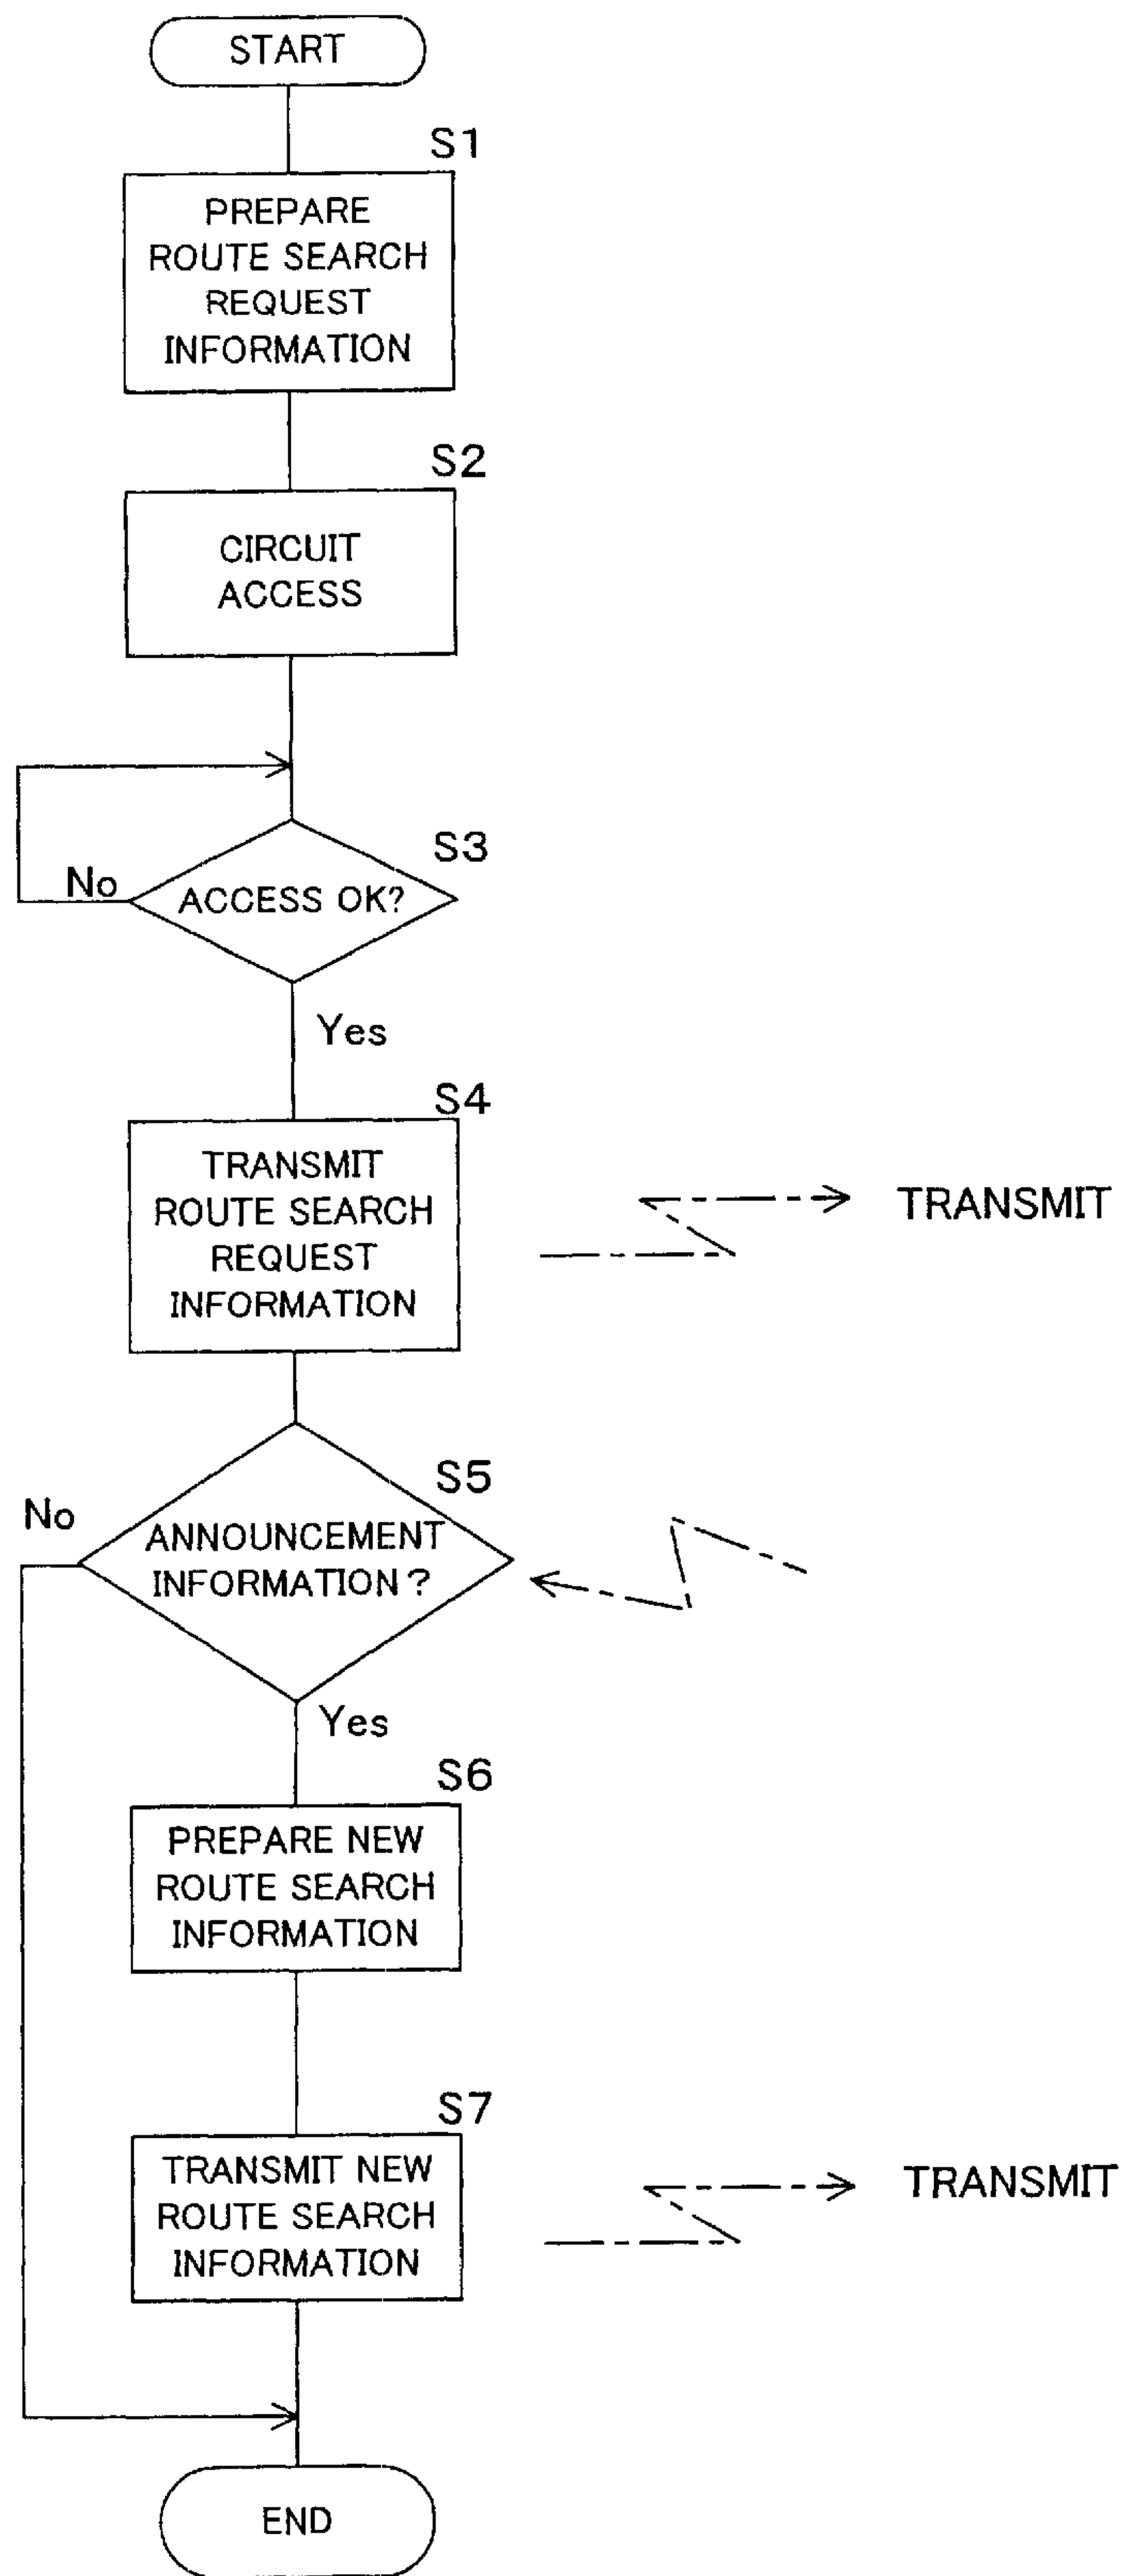 START
S1
PREPARE
ROUTE SEARCH
REQUEST
INFORMATION
S2
CIRCUIT
ACCESS
S3
No
ACCESS OK?
Yes
S4
TRANSMIT
ROUTE SEARCH
REQUEST
INFORMATION
TRANSMIT
S5
No
ANNOUNCEMENT
INFORMATION?
Yes
S6
PREPARE NEW
ROUTE SEARCH
INFORMATION
S7
TRANSMIT NEW
ROUTE SEARCH
INFORMATION
TRANSMIT
END